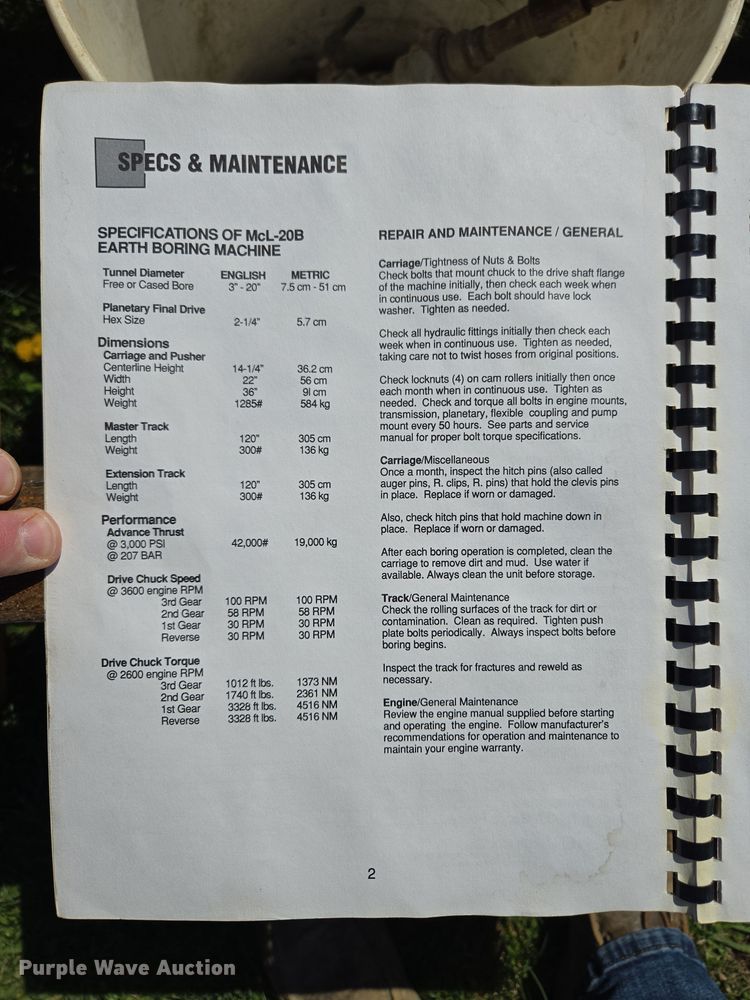 SPECS & MAINTENANCE
SPECIFICATIONS OF McL-20B
EARTH BORING MACHINE
Tunnel Diameter ENGLISH METRIC
Free or Cased Bore 3" - 20" 7.5 cm - 51 cm
Planetary Final Drive
Hex Size 2-1/4" 5.7 cm
Dimensions
Carriage and Pusher
Centerline Height 14-1/4" 36.2 cm
Width 22" 56 cm
Height 36" 9l cm
Weight 1285# 584 kg
Master Track
Length 120" 305 cm
Weight 300# 136 kg
Extension Track
Length 120" 305 cm
Weight 300# 136 kg
Performance
Advance Thrust
@ 3,000 PSI 42,000# 19,000 kg
@ 207 BAR
Drive Chuck Speed
@ 3600 engine RPM
3rd Gear 100 RPM 100 RPM
2nd Gear 58 RPM 58 RPM
1st Gear 30 RPM 30 RPM
Reverse 30 RPM 30 RPM
Drive Chuck Torque
@ 2600 engine RPM
3rd Gear 1012 ft lbs. 1373 NM
2nd Gear 1740 ft lbs. 2361 NM
1st Gear 3328 ft lbs. 4516 NM
Reverse 3328 ft lbs. 4516 NM
REPAIR AND MAINTENANCE / GENERAL
Carriage/Tightness of Nuts & Bolts
Check bolts that mount chuck to the drive shaft flange
of the machine initially, then check each week when
in continuous use. Each bolt should have lock
washer. Tighten as needed.
Check all hydraulic fittings initially then check each
week when in continuous use. Tighten as needed,
taking care not to twist hoses from original positions.
Check locknuts (4) on cam rollers initially then once
each month when in continuous use. Tighten as
needed. Check and torque all bolts in engine mounts,
transmission, planetary, flexible coupling and pump
mount every 50 hours. See parts and service
manual for proper bolt torque specifications.
Carriage/Miscellaneous
Once a month, inspect the hitch pins (also called
auger pins, R. clips, R. pins) that hold the clevis pins
in place. Replace if worn or damaged.
Also, check hitch pins that hold machine down in
place. Replace if worn or damaged.
After each boring operation is completed, clean the
carriage to remove dirt and mud. Use water if
available. Always clean the unit before storage.
Track/General Maintenance
Check the rolling surfaces of the track for dirt or
contamination. Clean as required. Tighten push
plate bolts periodically. Always inspect bolts before
boring begins.
Inspect the track for fractures and reweld as
necessary.
Engine/General Maintenance
Review the engine manual supplied before starting
and operating the engine. Follow manufacturer's
recommendations for operation and maintenance to
maintain your engine warranty.
2
Purple Wave Auction